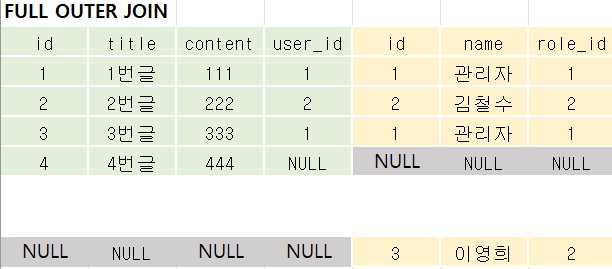 FULL OUTER JOIN
id title content user_id id name role_id
1 1번글 111 1 1 관리자 1
2 2번글 222 2 2 김철수 2
3 3번글 333 1 1 관리자 1
4 4번글 444 NULL NULL NULL NULL
NULL NULL NULL NULL 3 이영희 2